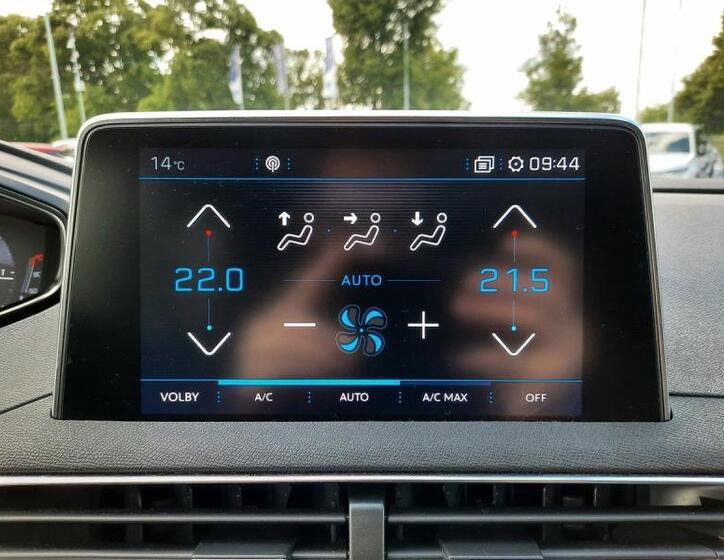 14°C 09:44
22.0 AUTO 21.5
VOLBY A/C AUTO A/C MAX OFF